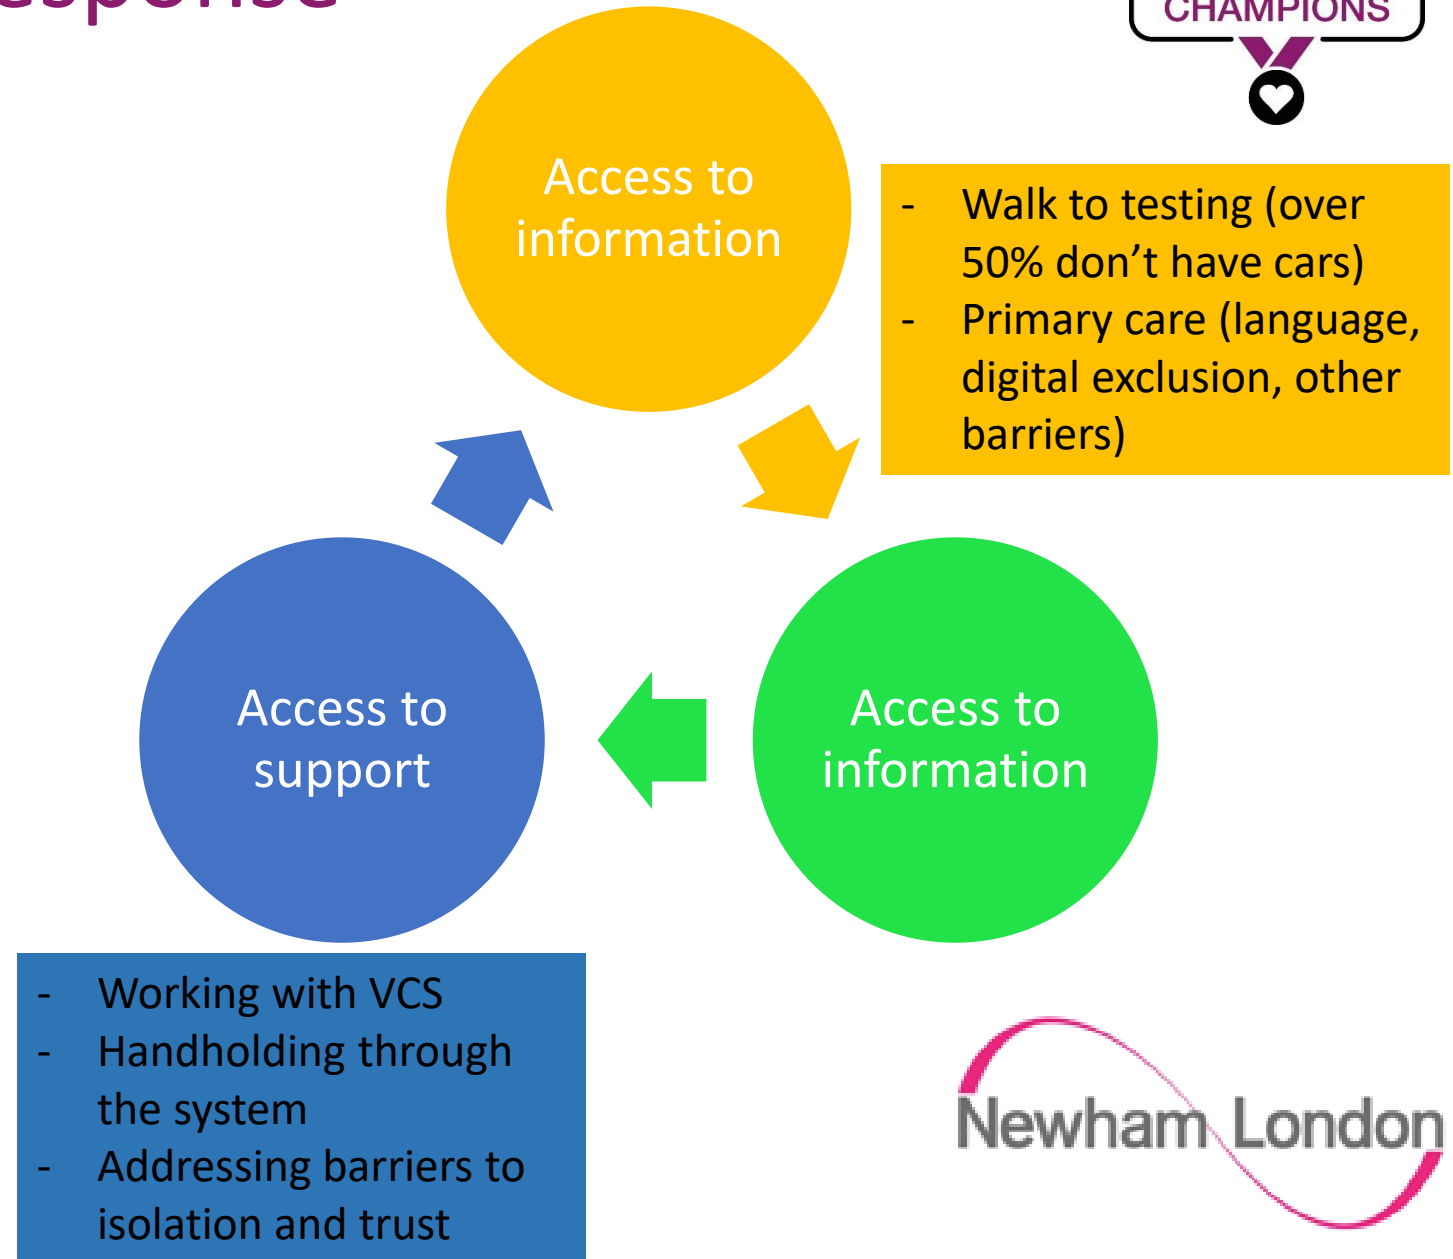 esponse
CHAMPIONS
Access to
information
- Walk to testing (over
50% don't have cars)
- Primary care (language,
digital exclusion, other
barriers)
Access to
support
Access to
information
- Working with VCS
- Handholding through
the system
- Addressing barriers to
isolation and trust
Newham London